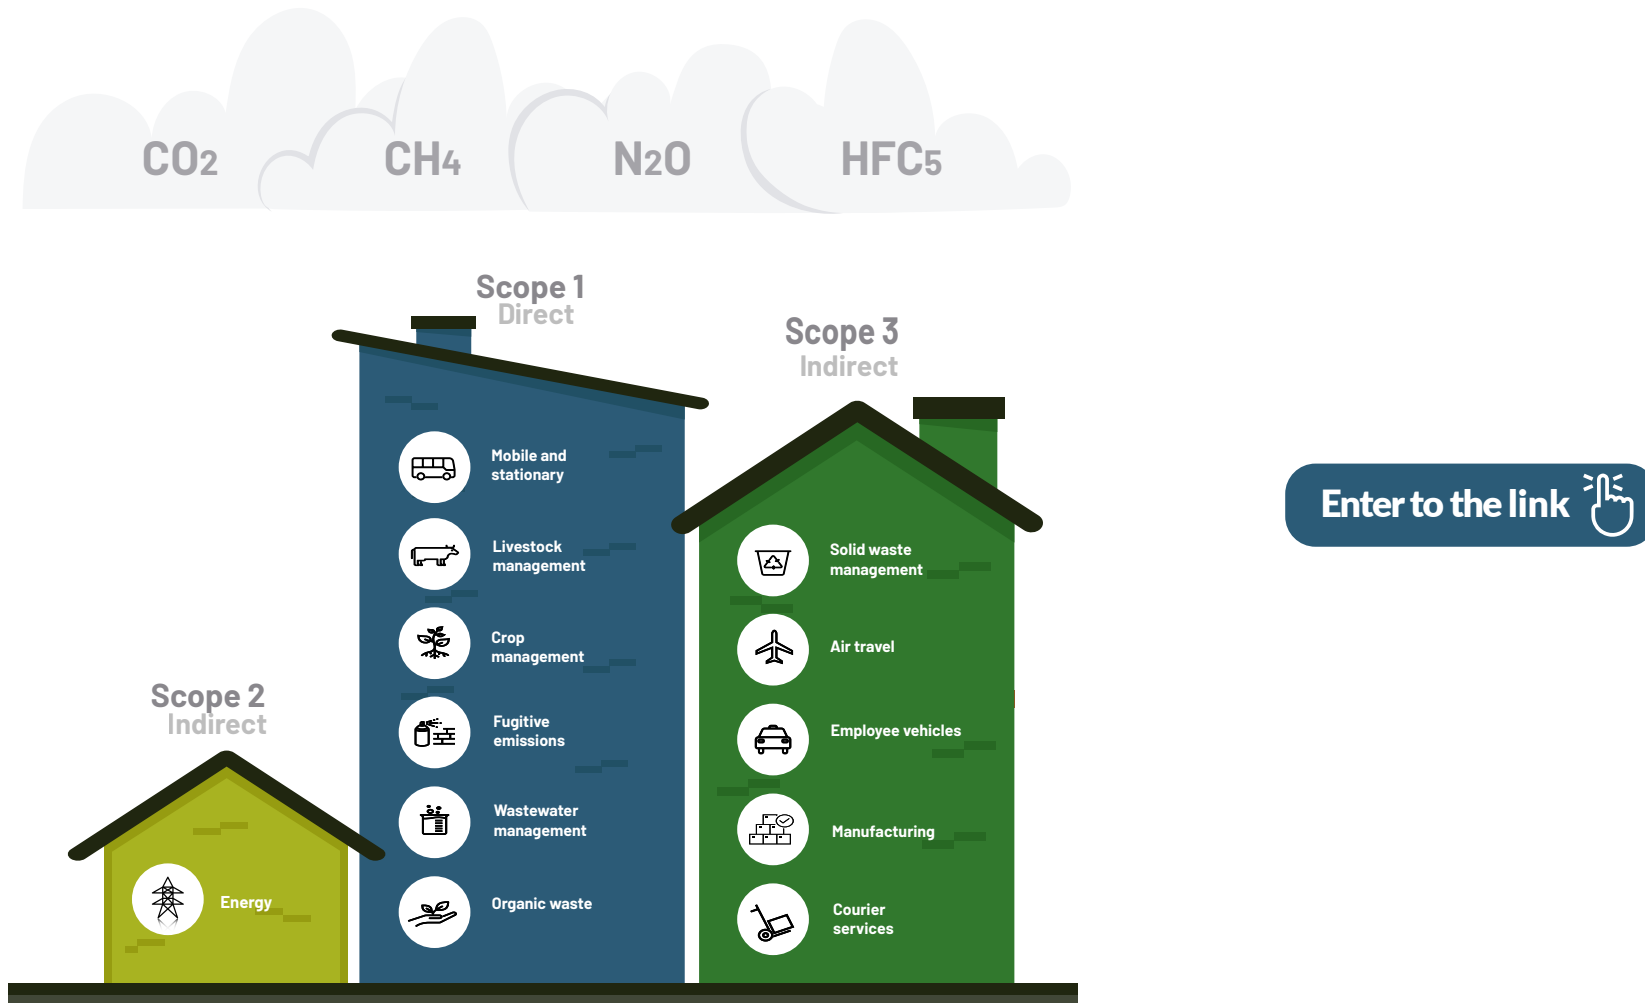 CO2
CH4
N2O
HFC5
Scope 1
Direct
Scope 3
Indirect
Scope 2
Indirect
Mobile and
stationary
Livestock
management
Crop
management
Fugitive
emissions
Wastewater
management
Organic waste
Solid waste
management
Air travel
Employee vehicles
Manufacturing
Courier
services
Energy
Enter to the link